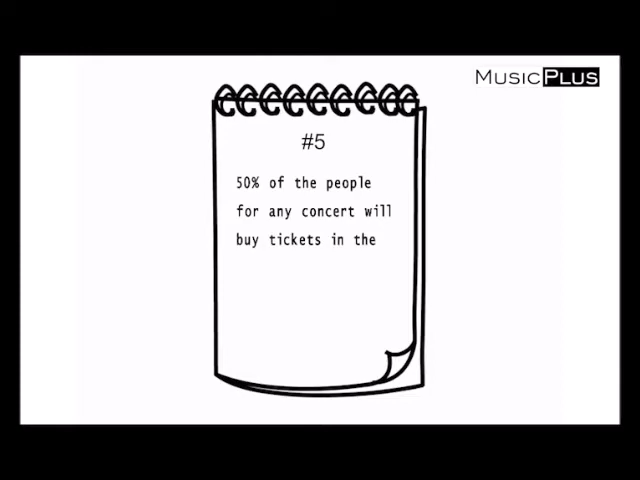 MUSICPLUS
#5
50% of the people
for any concert will
buy tickets in the